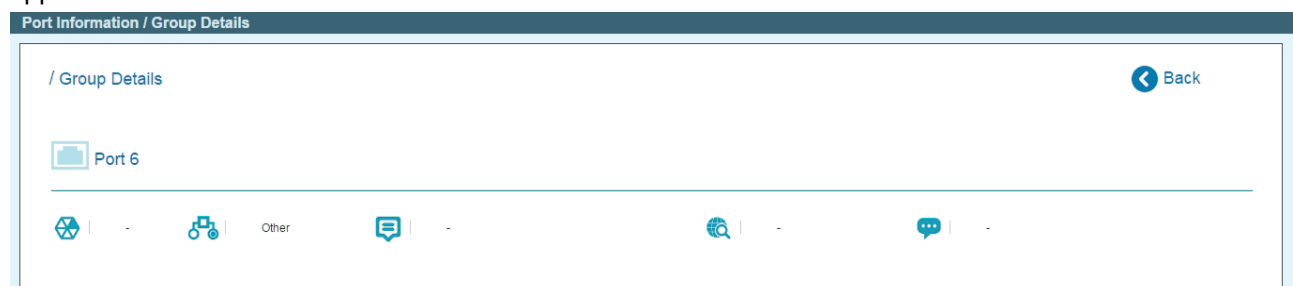 Port Information / Group Details
/ Group Details
Back
Port 6
- Other - - -